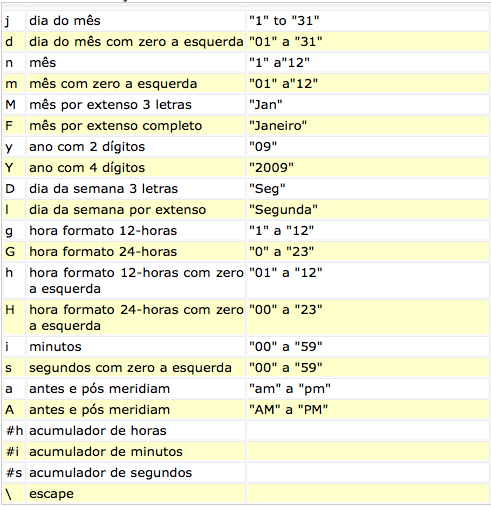 j dia do mês "1" to "31"
d dia do mês com zero a esquerda "01" a "31"
n mês "1" a"12"
m mês com zero a esquerda "01" a"12"
M mês por extenso 3 letras "Jan"
F mês por extenso completo "Janeiro"
y ano com 2 dígitos "09"
Y ano com 4 dígitos "2009"
D dia da semana 3 letras "Seg"
l dia da semana por extenso "Segunda"
g hora formato 12-horas "1" a "12"
G hora formato 24-horas "0" a "23"
h hora formato 12-horas com zero "01" a "12"
a esquerda
H hora formato 24-horas com zero "00" a "23"
a esquerda
i minutos "00" a "59"
s segundos com zero a esquerda "00" a "59"
a antes e pós meridiam "am" a "pm"
A antes e pós meridiam "AM" a "PM"
#h acumulador de horas
#i acumulador de minutos
#s acumulador de segundos
\ escape